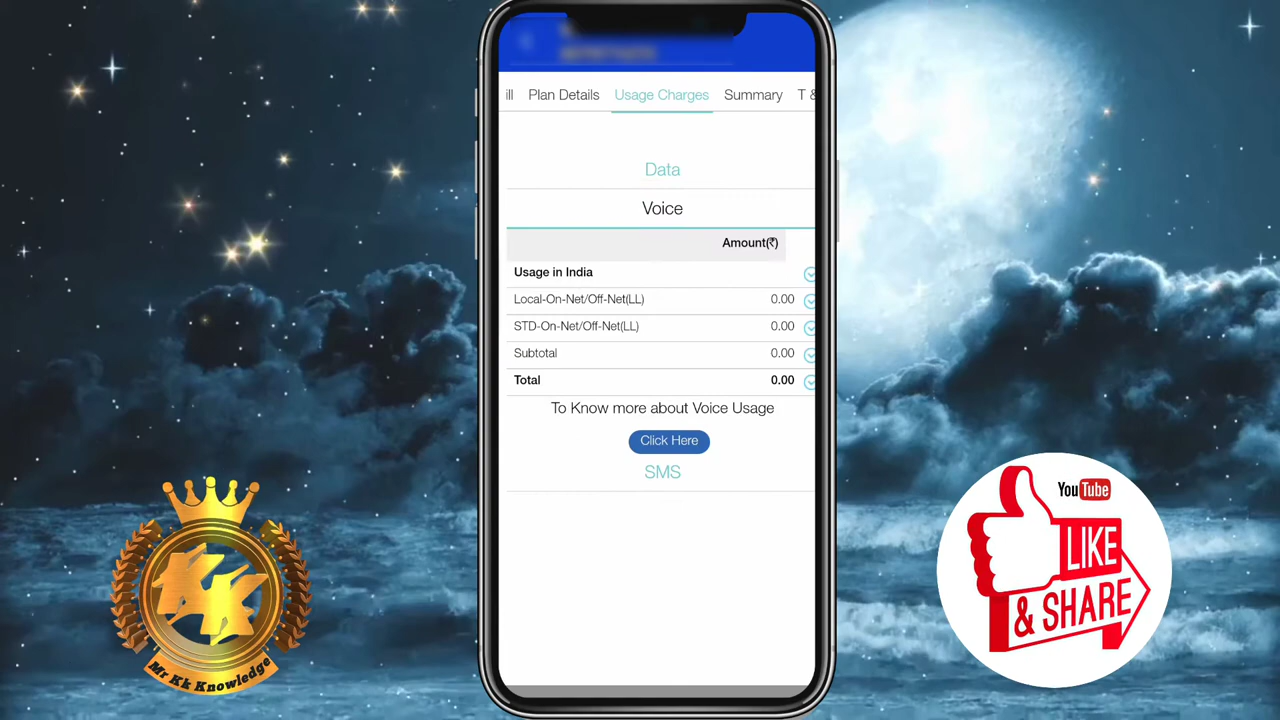 ill Plan Details Usage Charges Summary T &
Data
Voice
Amount(₹)
Usage in India
Local-On-Net/Off-Net(LL) 0.00
STD-On-Net/Off-Net(LL) 0.00
Subtotal 0.00
Total 0.00
To Know more about Voice Usage
Click Here
SMS
KK
Mr Kk Knowledge
YouTube
LIKE
& SHARE